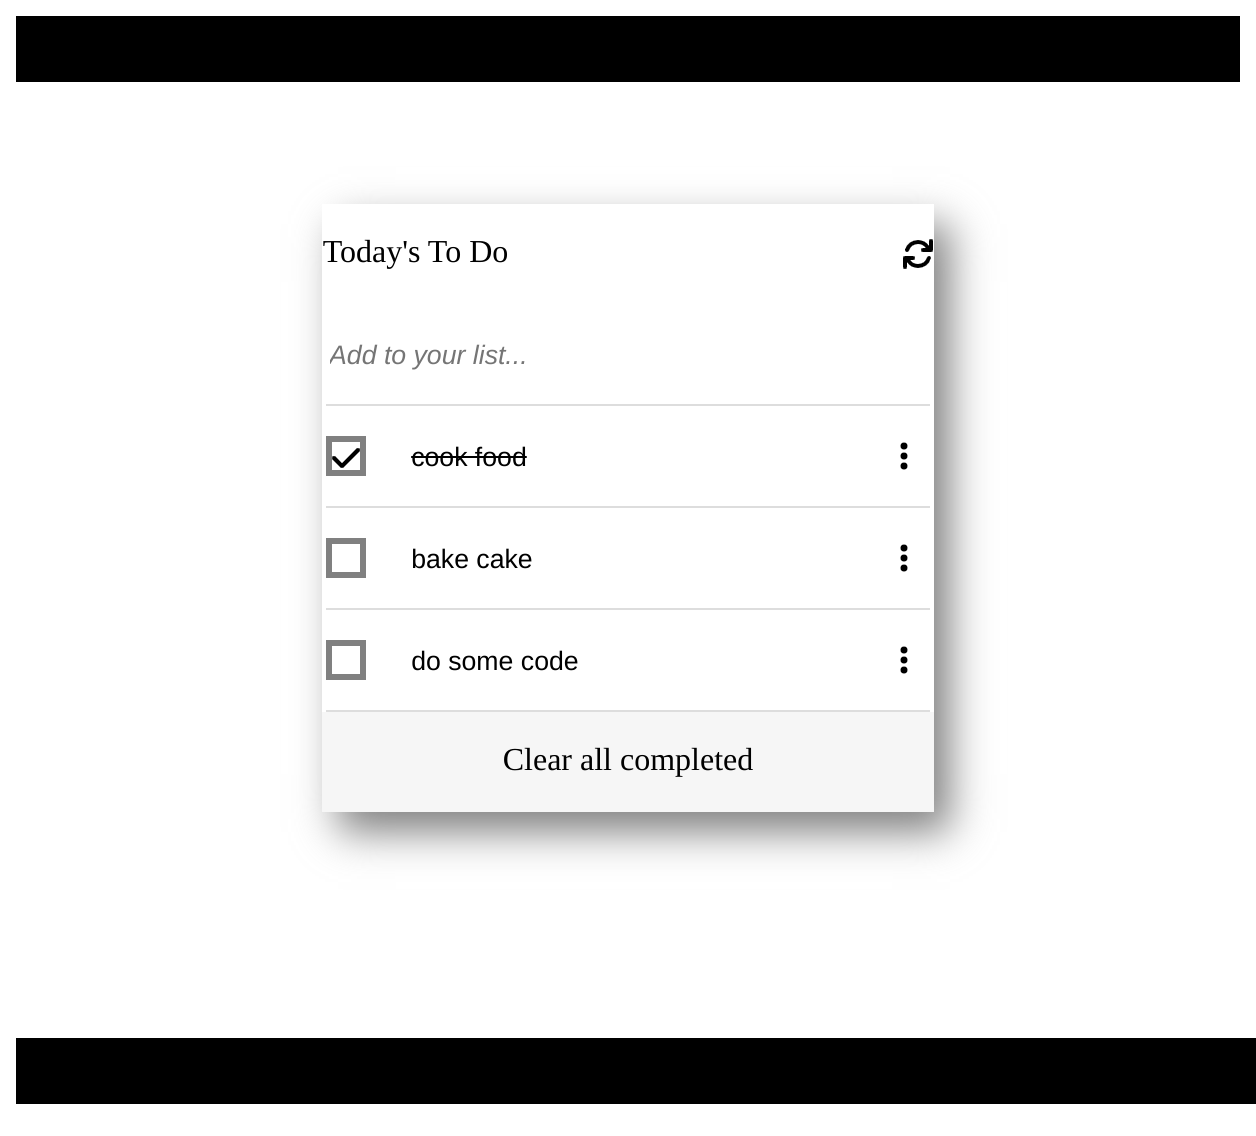 Today's To Do
Add to your list...
cook food
bake cake
do some code
Clear all completed